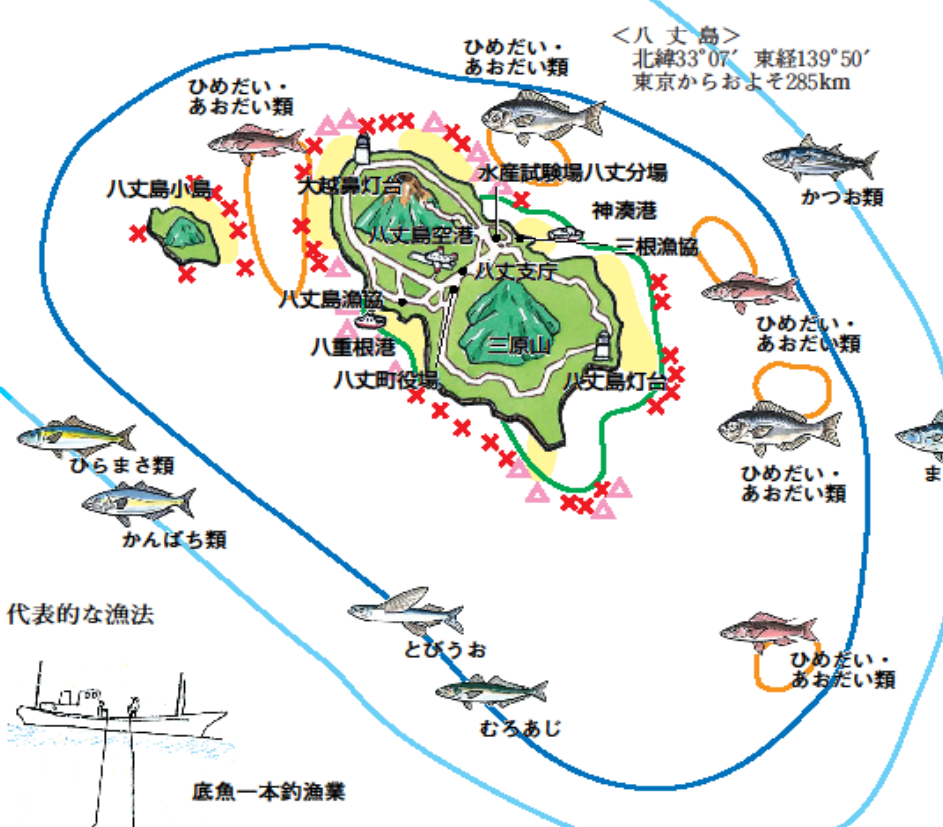 ＜八 丈 島＞
北緯33°07′ 東経139°50′
東京からおよそ285km
ひめだい・
あおだい類
ひめだい・
あおだい類
かつお類
八丈島小島
大越鼻灯台
水産試験場八丈分場
神湊港
三根漁協
八丈島空港
八丈支庁
八丈島漁協
八重根港
三原山
八丈町役場
八丈島灯台
ひめだい・
あおだい類
ひめだい・
あおだい類
ま
ひらまさ類
かんぱち類
代表的な漁法
とびうお
むろあじ
ひめだい・
あおだい類
底魚一本釣漁業